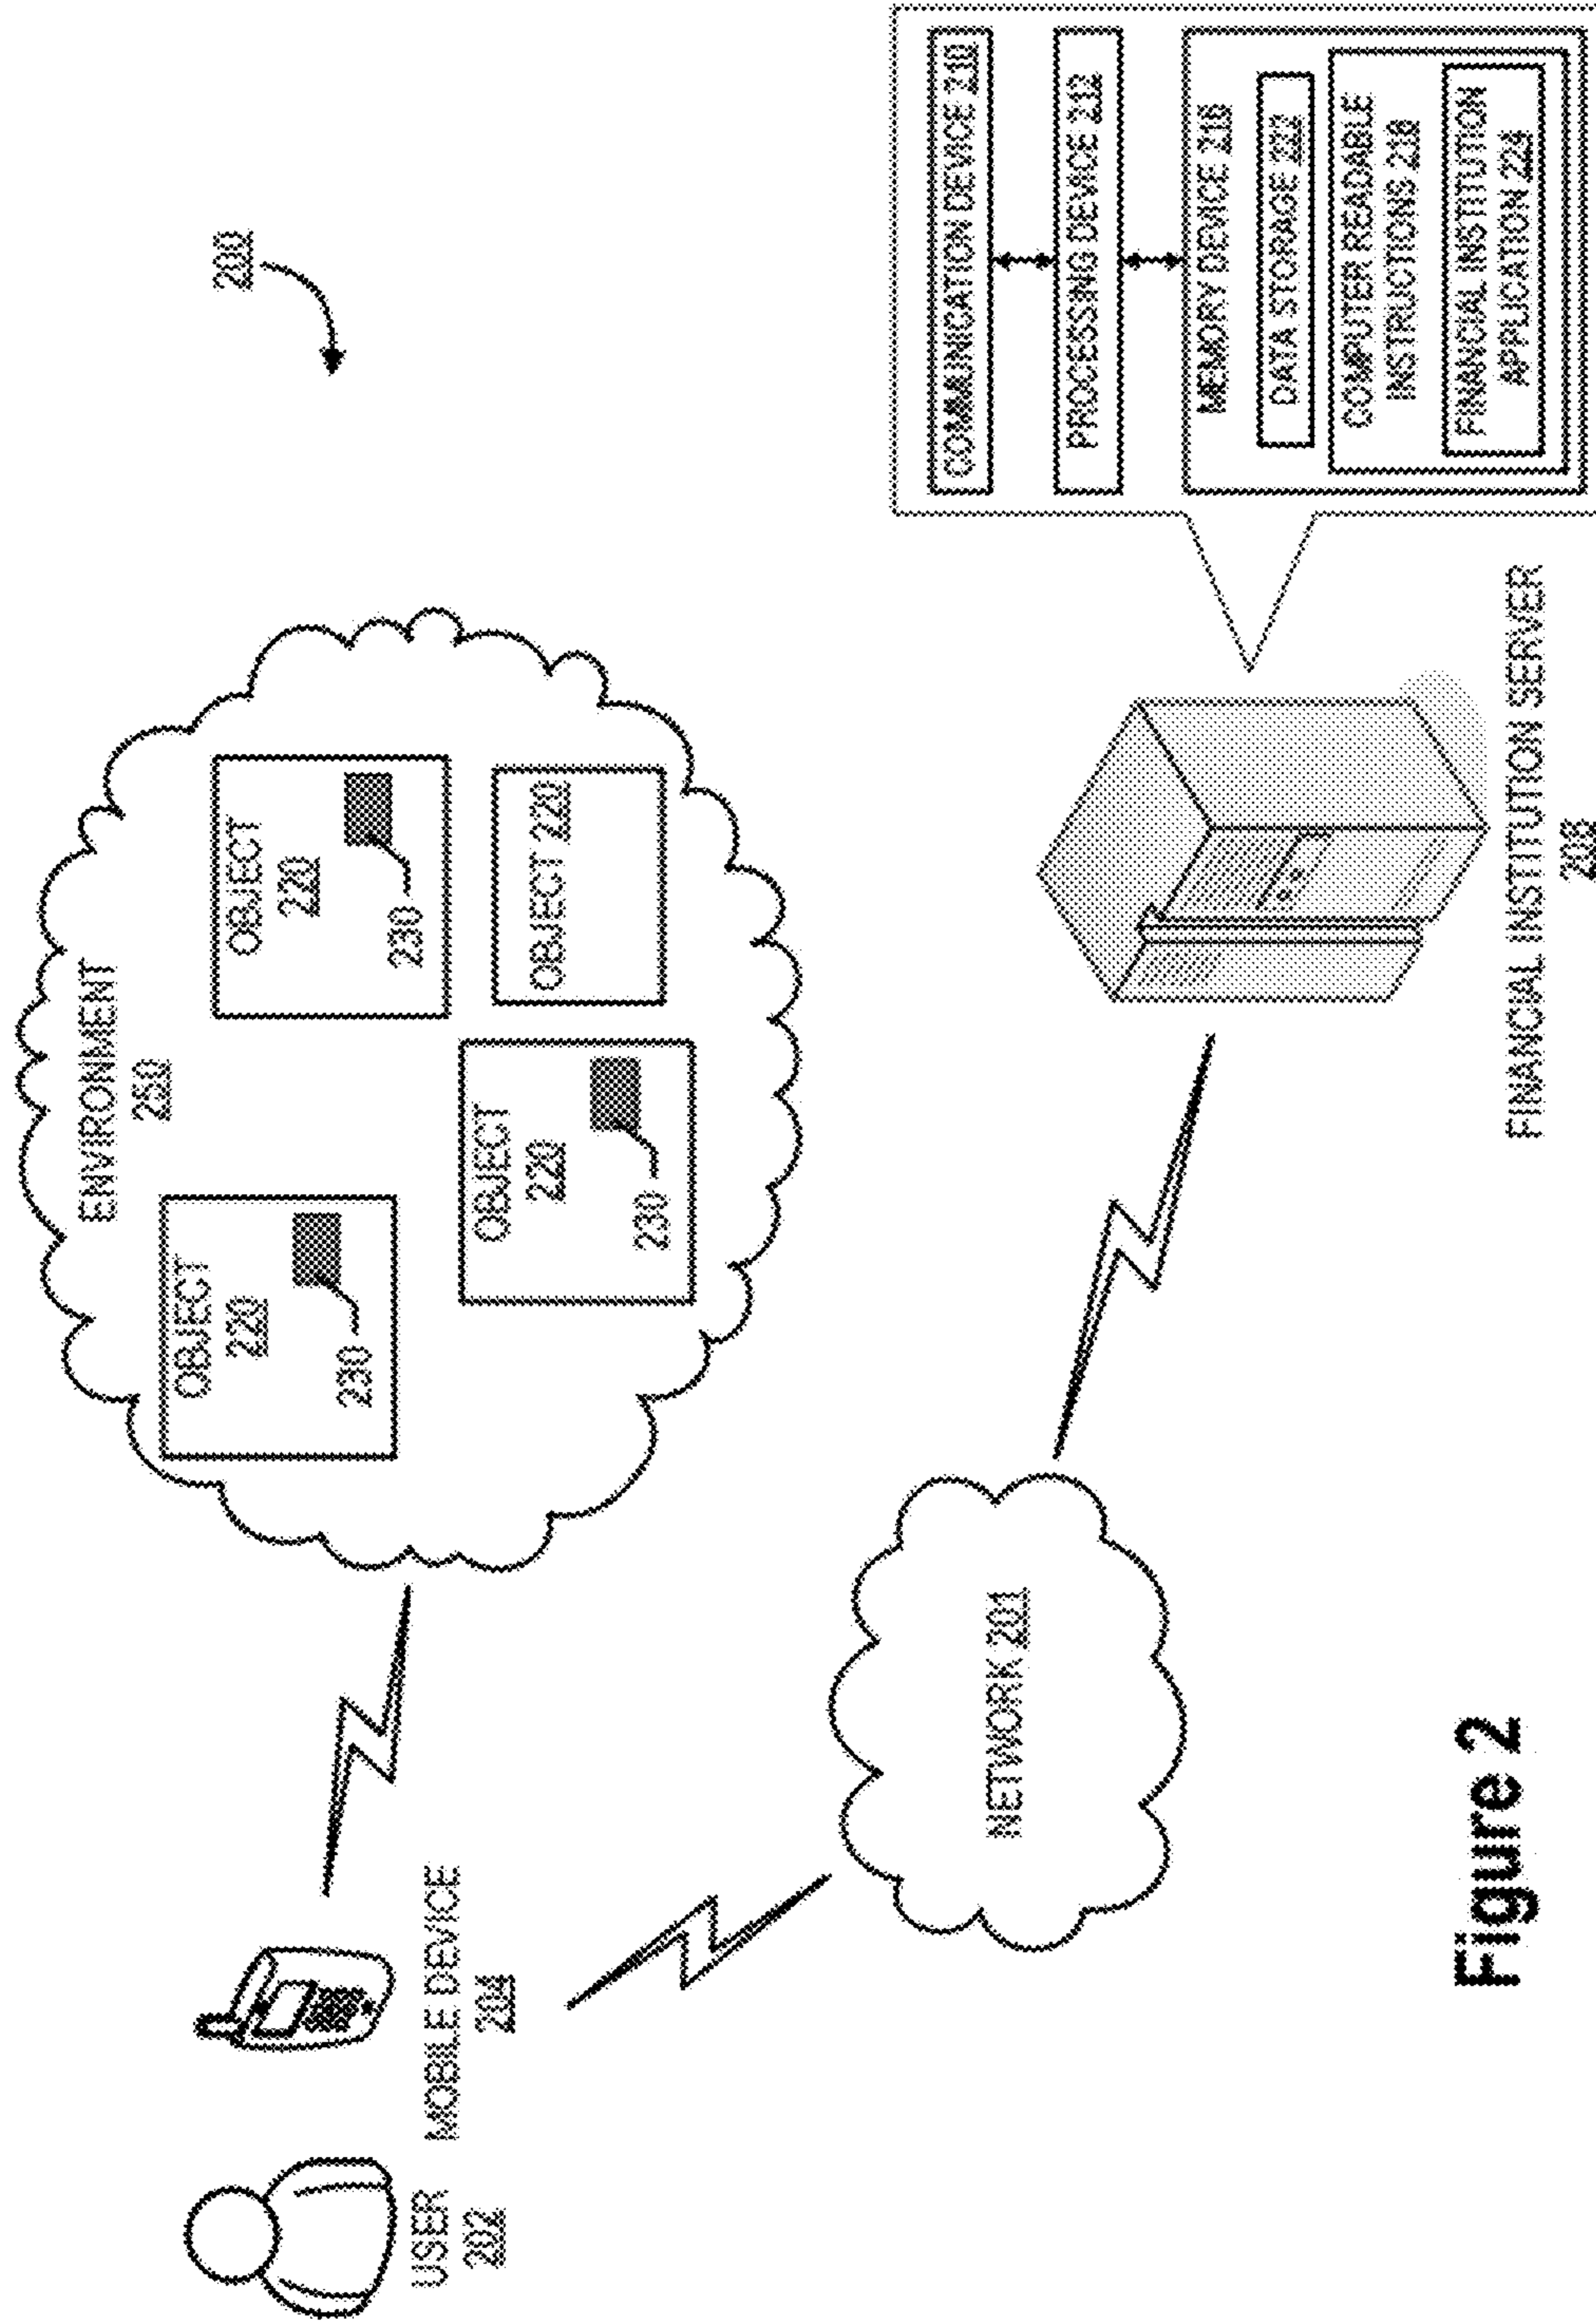 200
ENVIRONMENT
250
OBJECT
220
230
OBJECT
220
230
OBJECT
220
230
OBJECT 220
USER
202
MOBILE DEVICE
204
NETWORK 201
FINANCIAL INSTITUTION SERVER
208
COMMUNICATION DEVICE 210
PROCESSING DEVICE 212
MEMORY DEVICE 216
DATA STORAGE 222
COMPUTER READABLE
INSTRUCTIONS 218
FINANCIAL INSTITUTION
APPLICATION 224
Figure 2